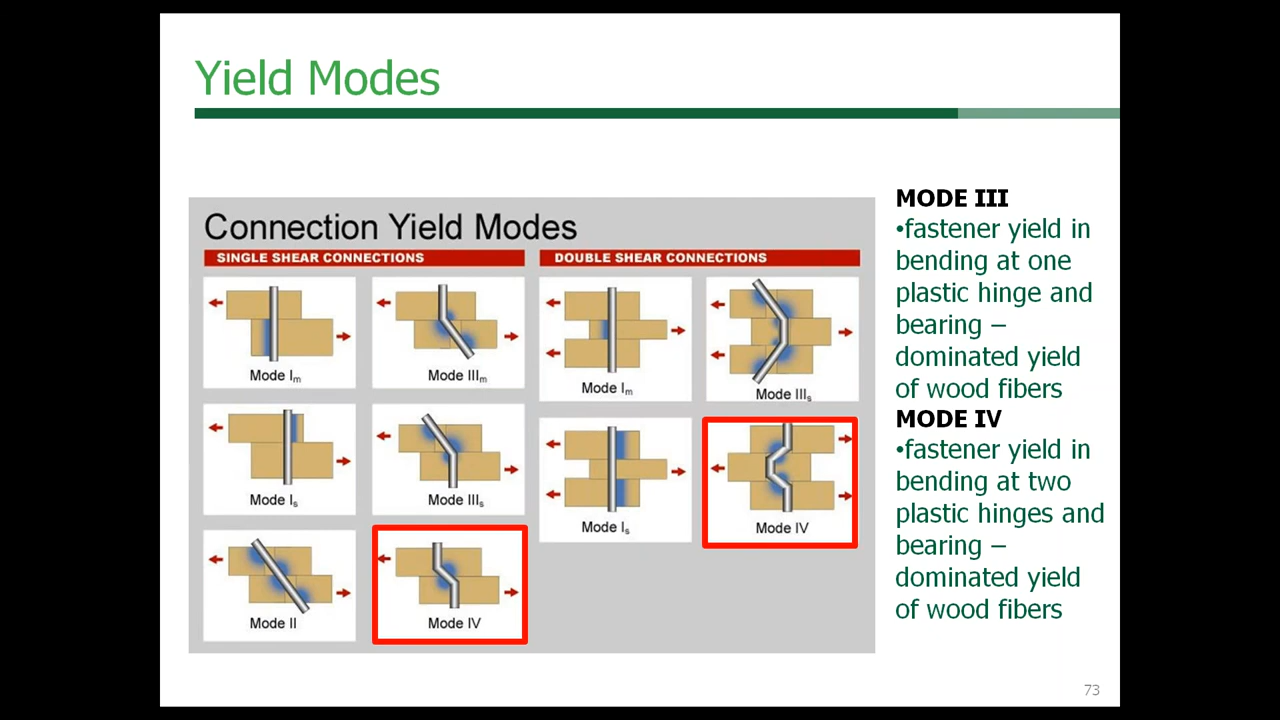 Yield Modes
Connection Yield Modes
SINGLE SHEAR CONNECTIONS
DOUBLE SHEAR CONNECTIONS
Mode Im
Mode IIIm
Mode Im
Mode IIIs
Mode Is
Mode IIIs
Mode Is
Mode IV
Mode II
Mode IV
MODE III
•fastener yield in
bending at one
plastic hinge and
bearing –
dominated yield
of wood fibers
MODE IV
•fastener yield in
bending at two
plastic hinges and
bearing –
dominated yield
of wood fibers
73